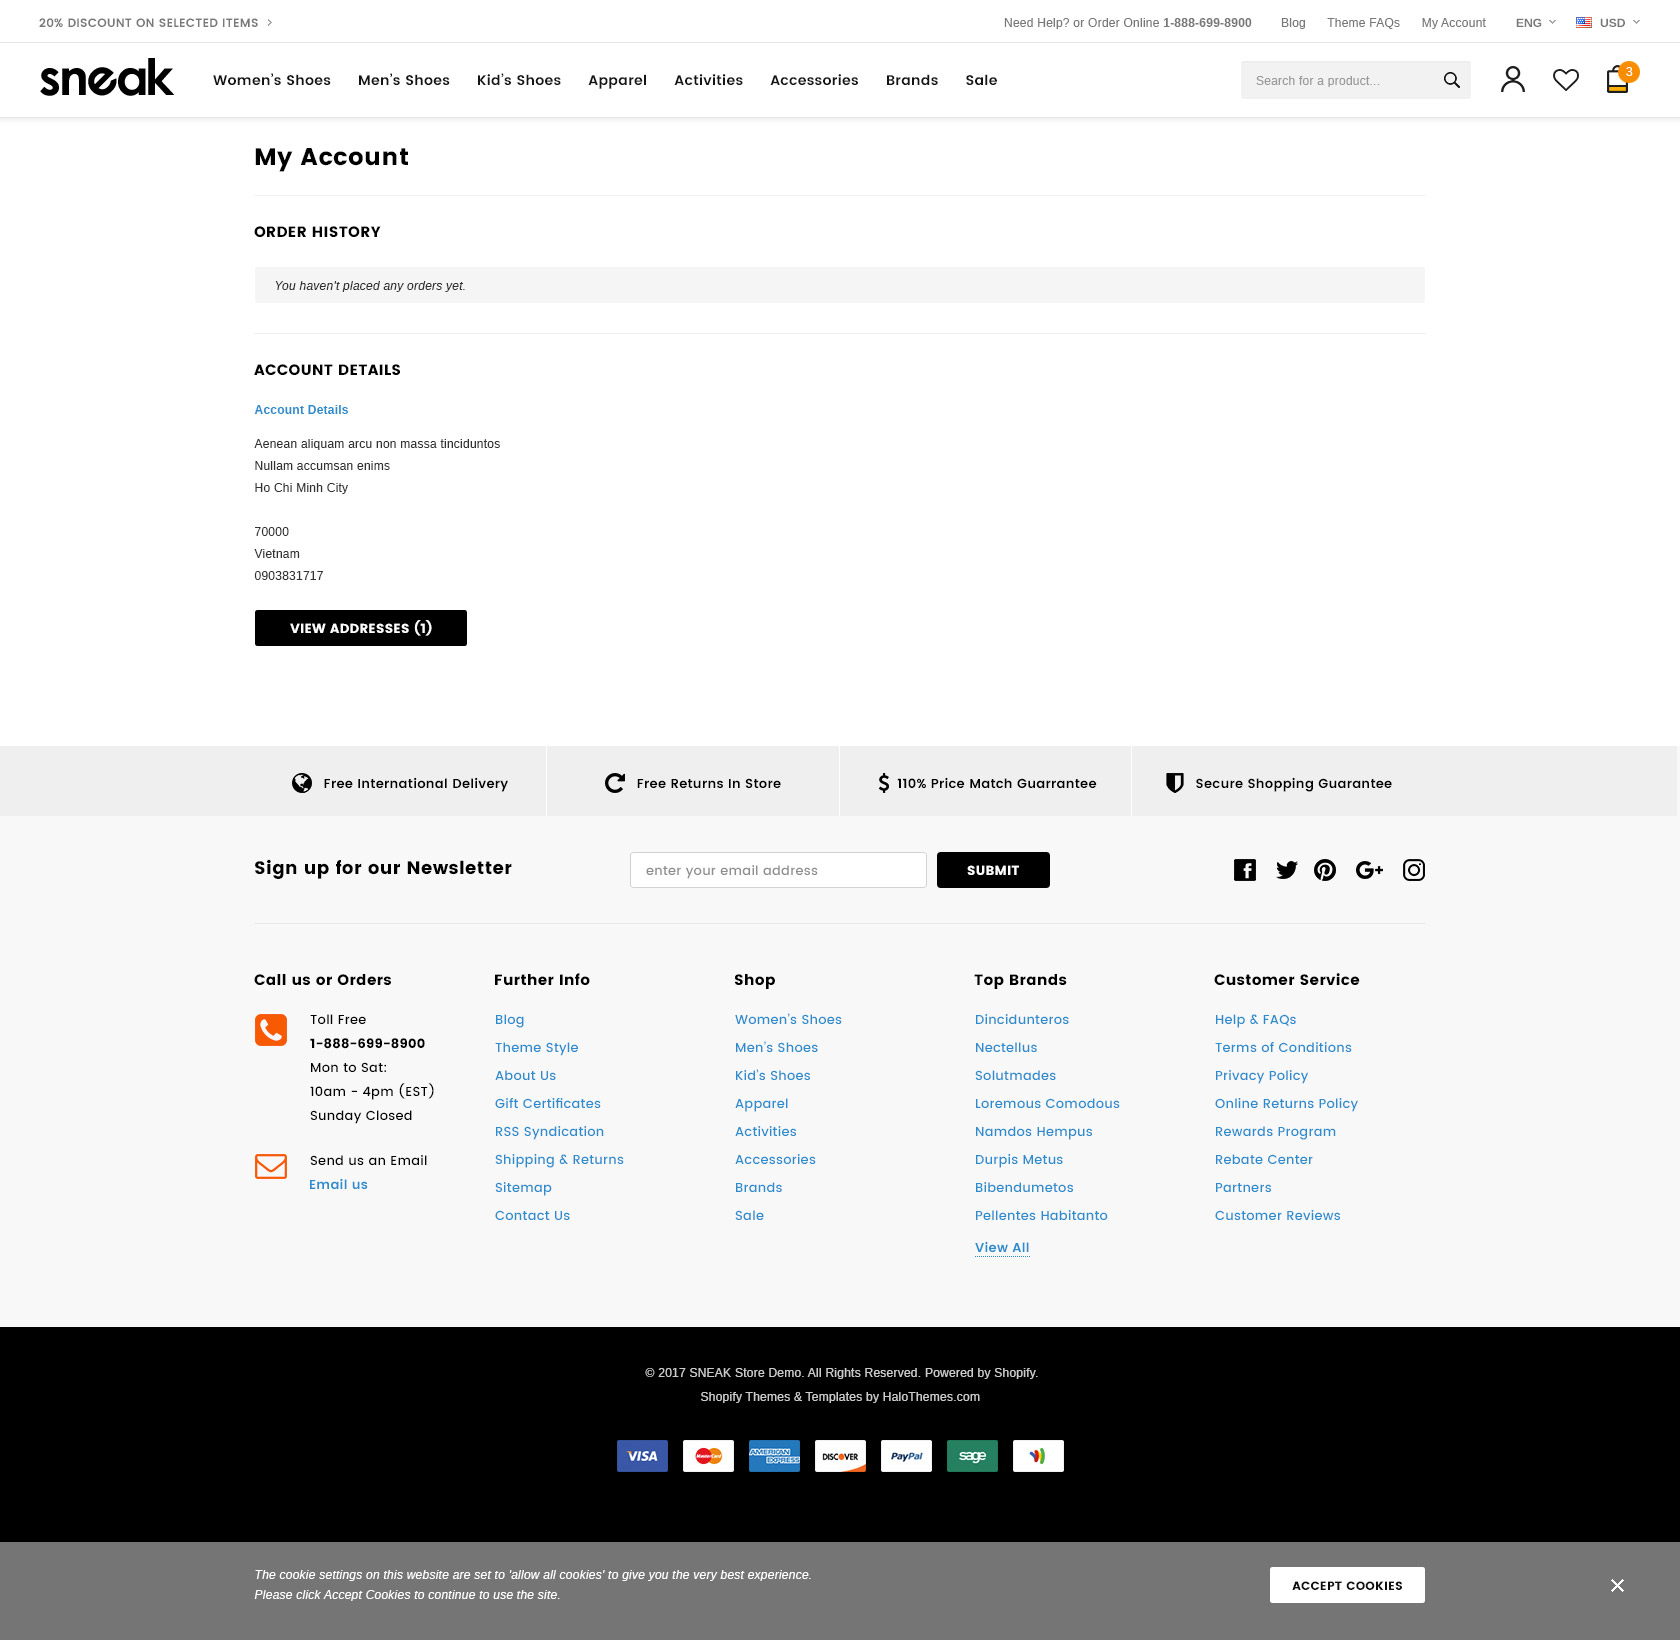 20% DISCOUNT ON SELECTED ITEMS
Need Help? or Order Online 1-888-699-8900 Blog Theme FAQs My Account ENG USD
sneak Women's Shoes Men's Shoes Kid's Shoes Apparel Activities Accessories Brands Sale Search for a product... 3
My Account
ORDER HISTORY
You haven't placed any orders yet.
ACCOUNT DETAILS
Account Details
Aenean aliquam arcu non massa tinciduntos
Nullam accumsan enims
Ho Chi Minh City
70000
Vietnam
0903831717
VIEW ADDRESSES (1)
Free International Delivery Free Returns In Store 110% Price Match Guarrantee Secure Shopping Guarantee
Sign up for our Newsletter enter your email address SUBMIT
Call us or Orders
Toll Free
1-888-699-8900
Mon to Sat:
10am - 4pm (EST)
Sunday Closed
Send us an Email
Email us
Further Info
Blog
Theme Style
About Us
Gift Certificates
RSS Syndication
Shipping & Returns
Sitemap
Contact Us
Shop
Women's Shoes
Men's Shoes
Kid's Shoes
Apparel
Activities
Accessories
Brands
Sale
Top Brands
Dincidunteros
Nectellus
Solutmades
Loremous Comodous
Namdos Hempus
Durpis Metus
Bibendumetos
Pellentes Habitanto
View All
Customer Service
Help & FAQs
Terms of Conditions
Privacy Policy
Online Returns Policy
Rewards Program
Rebate Center
Partners
Customer Reviews
© 2017 SNEAK Store Demo. All Rights Reserved. Powered by Shopify.
Shopify Themes & Templates by HaloThemes.com
VISA MasterCard AMERICAN EXPRESS DISCOVER PayPal sage
The cookie settings on this website are set to 'allow all cookies' to give you the very best experience.
Please click Accept Cookies to continue to use the site.
ACCEPT COOKIES